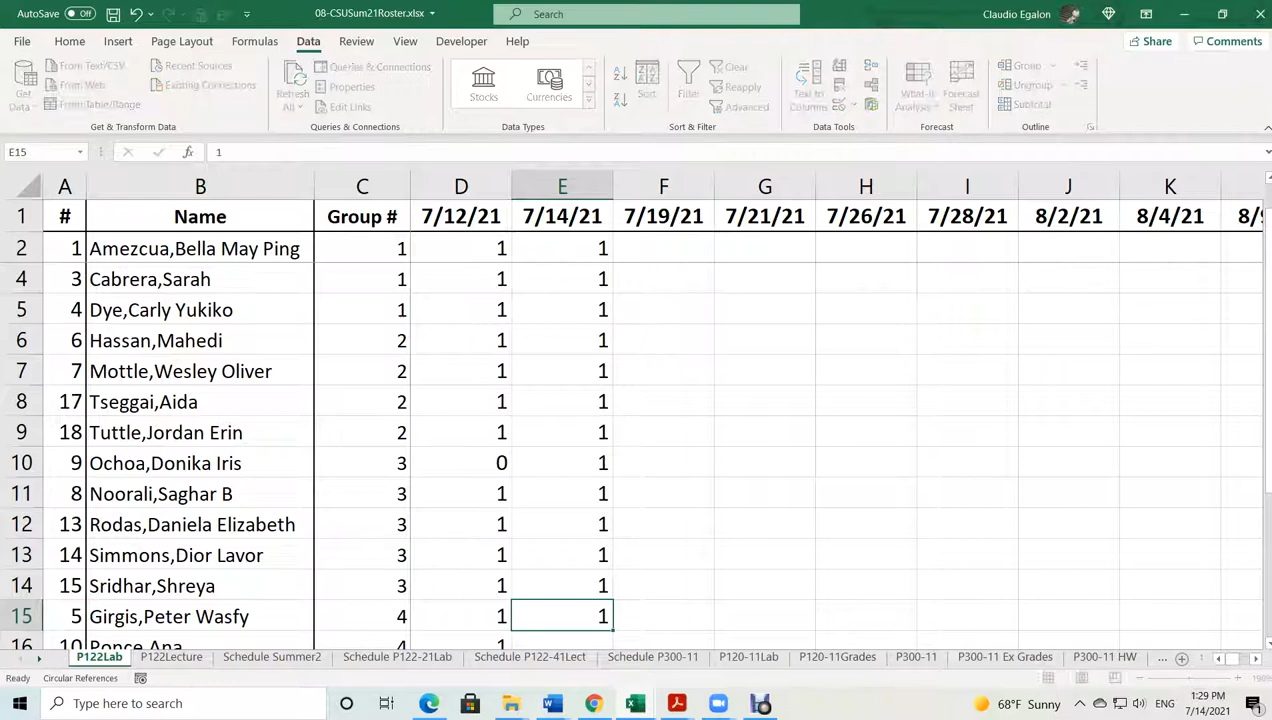 AutoSave Off 08-CSUSum21Roster.xlsx Search Claudio Egalon
File Home Insert Page Layout Formulas Data Review View Developer Help Share Comments
From Text/CSV Recent Sources Queries & Connections Clear Group
Get Data From Web Existing Connections Refresh All Properties Stocks Currencies Sort Filter Reapply Text to Columns What-If Analysis Forecast Sheet Ungroup
From Table/Range Edit Links Advanced Subtotal
Get & Transform Data Queries & Connections Data Types Sort & Filter Data Tools Forecast Outline
E15 fx 1
A B C D E F G H I J K
1 # Name Group # 7/12/21 7/14/21 7/19/21 7/21/21 7/26/21 7/28/21 8/2/21 8/4/21
2 1 Amezcua,Bella May Ping 1 1 1
4 3 Cabrera,Sarah 1 1 1
5 4 Dye,Carly Yukiko 1 1 1
6 6 Hassan,Mahedi 2 1 1
7 7 Mottle,Wesley Oliver 2 1 1
8 17 Tseggai,Aida 2 1 1
9 18 Tuttle,Jordan Erin 2 1 1
10 9 Ochoa,Donika Iris 3 0 1
11 8 Noorali,Saghar B 3 1 1
12 13 Rodas,Daniela Elizabeth 3 1 1
13 14 Simmons,Dior Lavor 3 1 1
14 15 Sridhar,Shreya 3 1 1
15 5 Girgis,Peter Wasfy 4 1 1
16 10 Ponce,Ana 4 1
P122Lab P122Lecture Schedule Summer2 Schedule P122-21Lab Schedule P122-41Lect Schedule P300-11 P120-11Lab P120-11Grades P300-11 P300-11 Ex Grades P300-11 HW ...
Ready Circular References 190%
Type here to search 68°F Sunny ENG 1:29 PM
7/14/2021